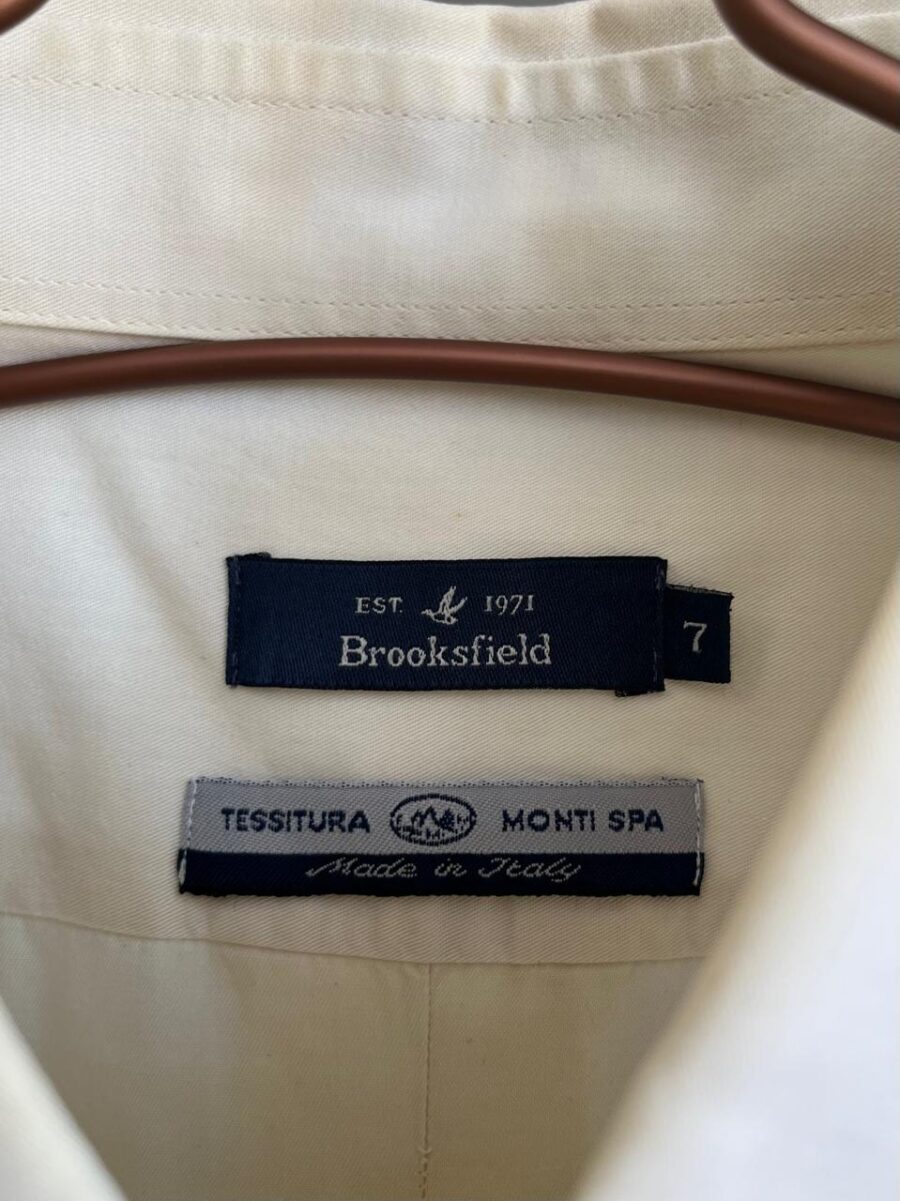 EST. 1971
Brooksfield
7
TESSITURA MONTI SPA
Made in Italy